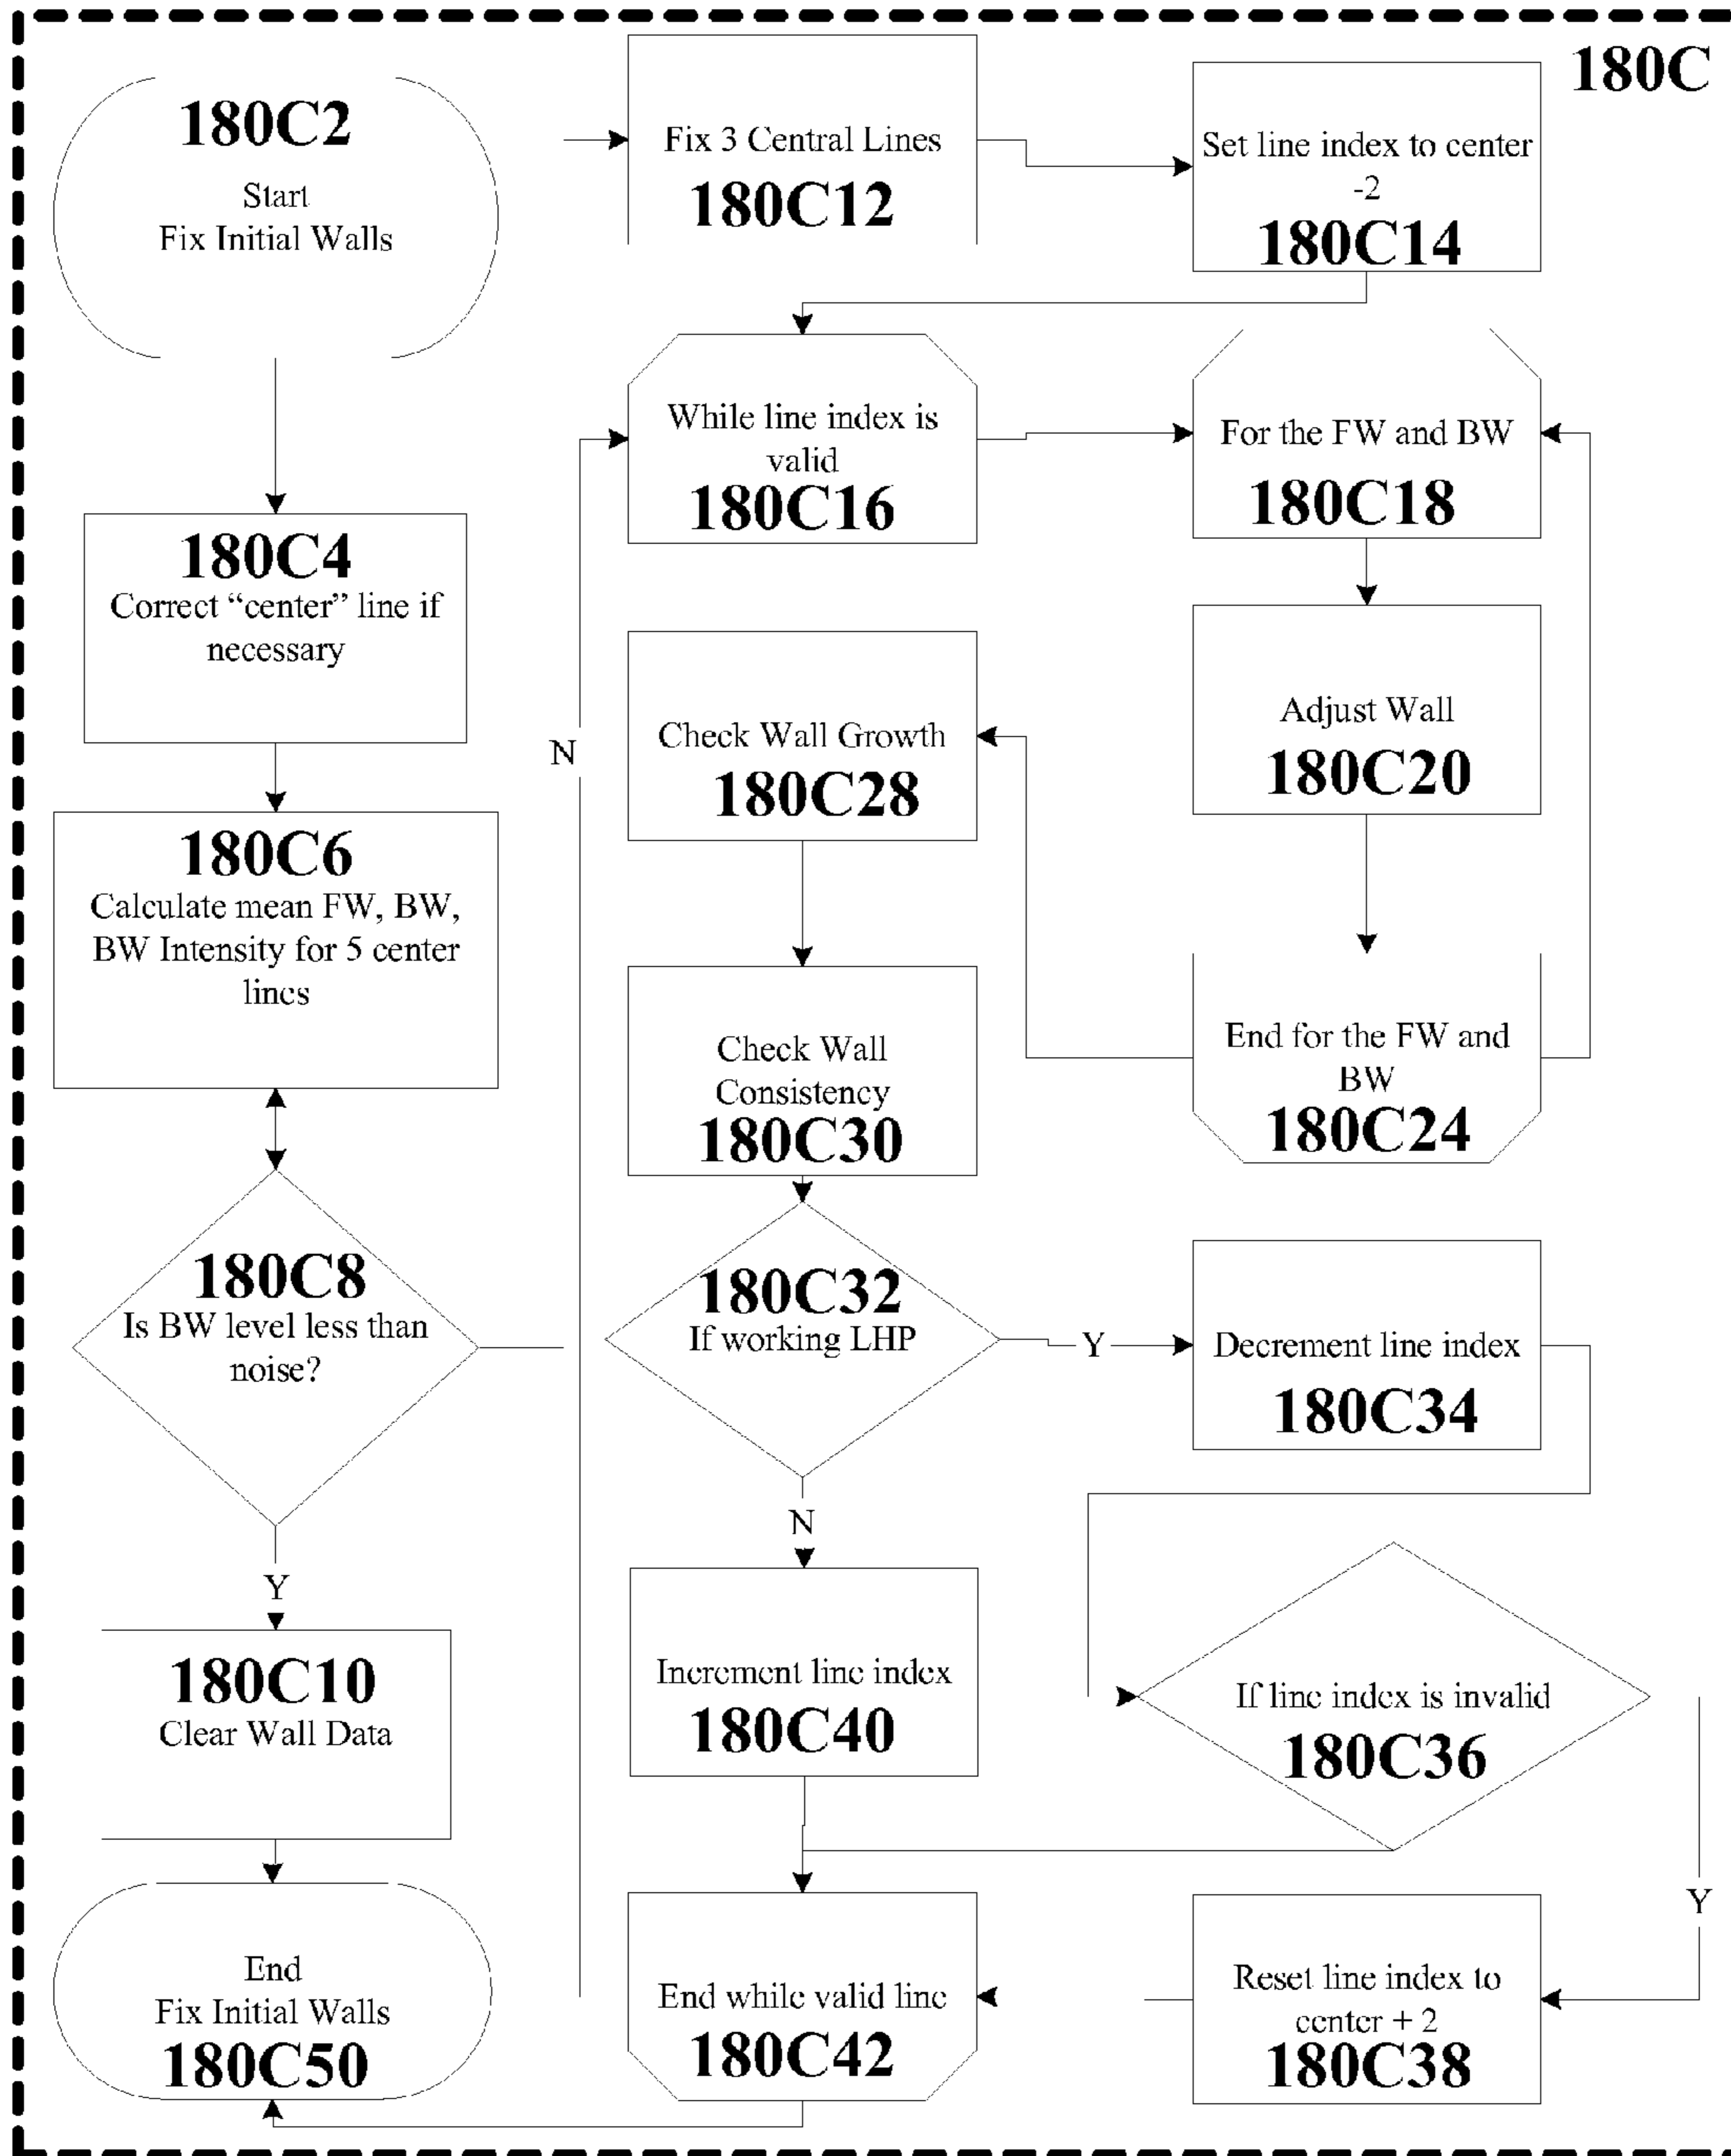 180C
180C2
Start
Fix Initial Walls
180C4
Correct “center” line if
necessary
180C6
Calculate mean FW, BW,
BW Intensity for 5 center
lines
180C8
Is BW level less than
noise?
Y
180C10
Clear Wall Data
End
Fix Initial Walls
180C50
N
Fix 3 Central Lines
180C12
Set line index to center
-2
180C14
While line index is
valid
180C16
For the FW and BW
180C18
Adjust Wall
180C20
End for the FW and
BW
180C24
Check Wall Growth
180C28
Check Wall
Consistency
180C30
180C32
If working LHP
Y
Decrement line index
180C34
N
Increment line index
180C40
If line index is invalid
180C36
Y
Reset line index to
center + 2
180C38
End while valid line
180C42